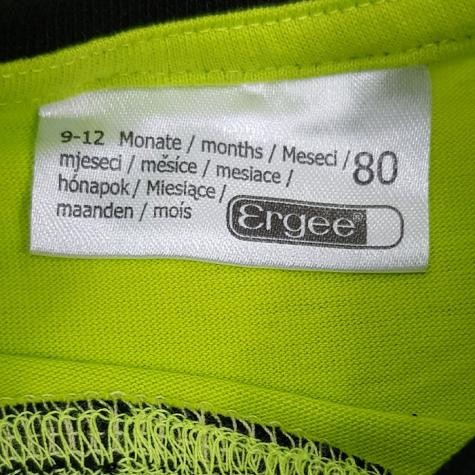 9-12 Monate / months / Meseci / 80
mjeseci / měsíce / mesiace /
hónapok / Miesiące /
maanden / mois
Ergee®